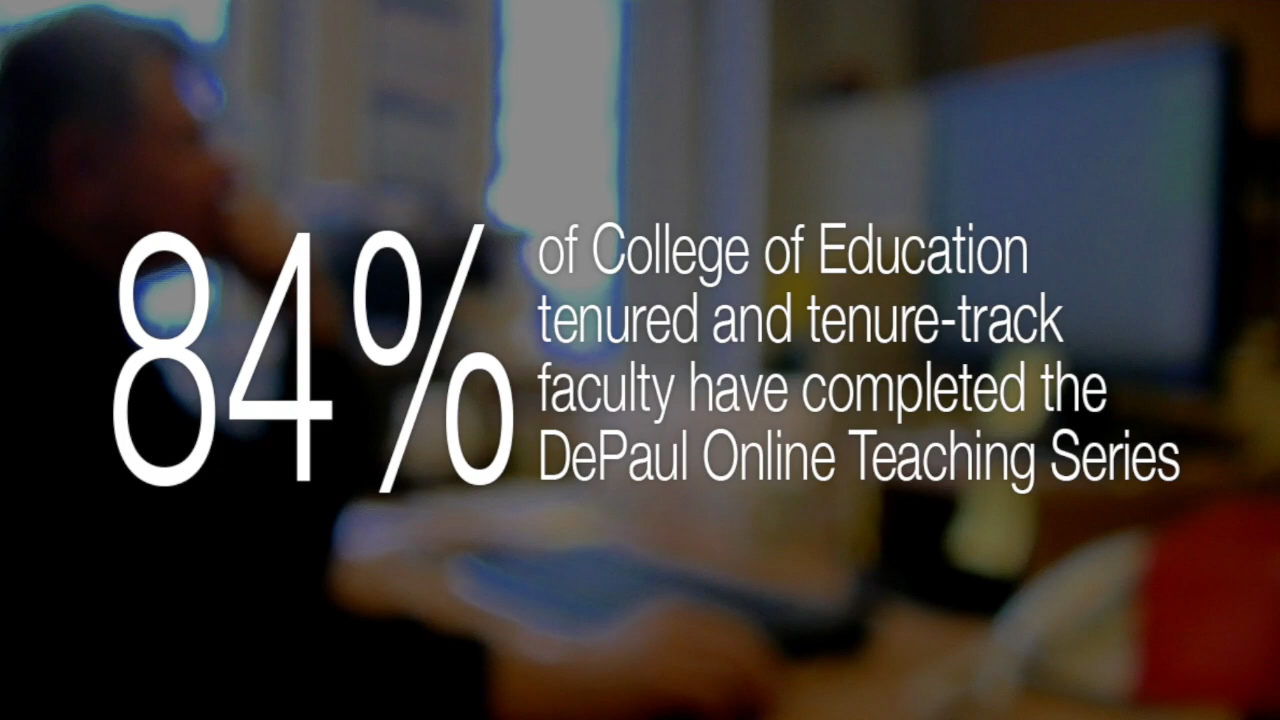 84%
of College of Education
tenured and tenure-track
faculty have completed the
DePaul Online Teaching Series